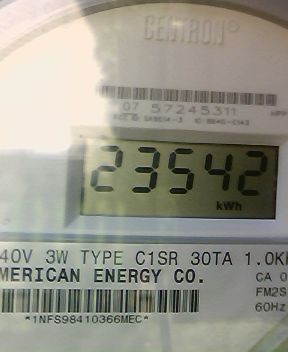 CENTRON®
07 57245311
23542
kWh
40V 3W TYPE C1SR 30TA 1.0K
MERICAN ENERGY CO.
CA 0
FM2S
60Hz
*1NFS98410366MEC*